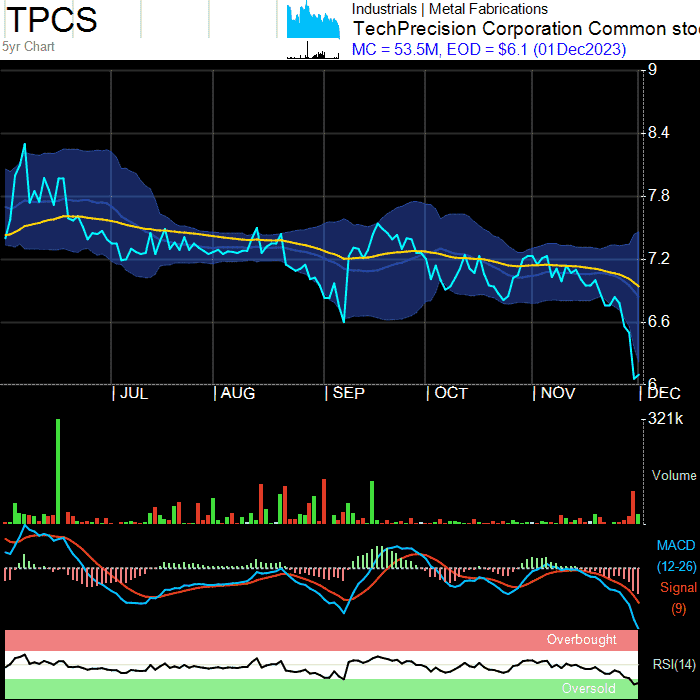 TPCS
5yr Chart
Industrials | Metal Fabrications
TechPrecision Corporation Common sto
MC = 53.5M, EOD = $6.1 (01Dec2023)
9
8.4
7.8
7.2
6.6
6
JUL
AUG
SEP
OCT
NOV
DEC
321k
Volume
MACD
(12-26)
Signal
(9)
Overbought
RSI(14)
Oversold